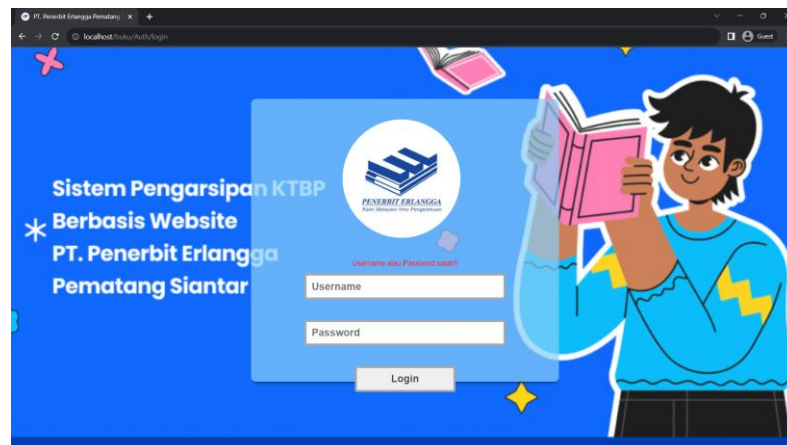 PT. Penerbit Erlangga Pematang
localhost/buku/Auth/login
Guest
Sistem Pengarsipan KTBP
Berbasis Website
PT. Penerbit Erlangga
Pematang Siantar
PENERBIT ERLANGGA
Kami Melayani Ilmu Pengetahuan
Username atau Password salah!!
Username
Password
Login